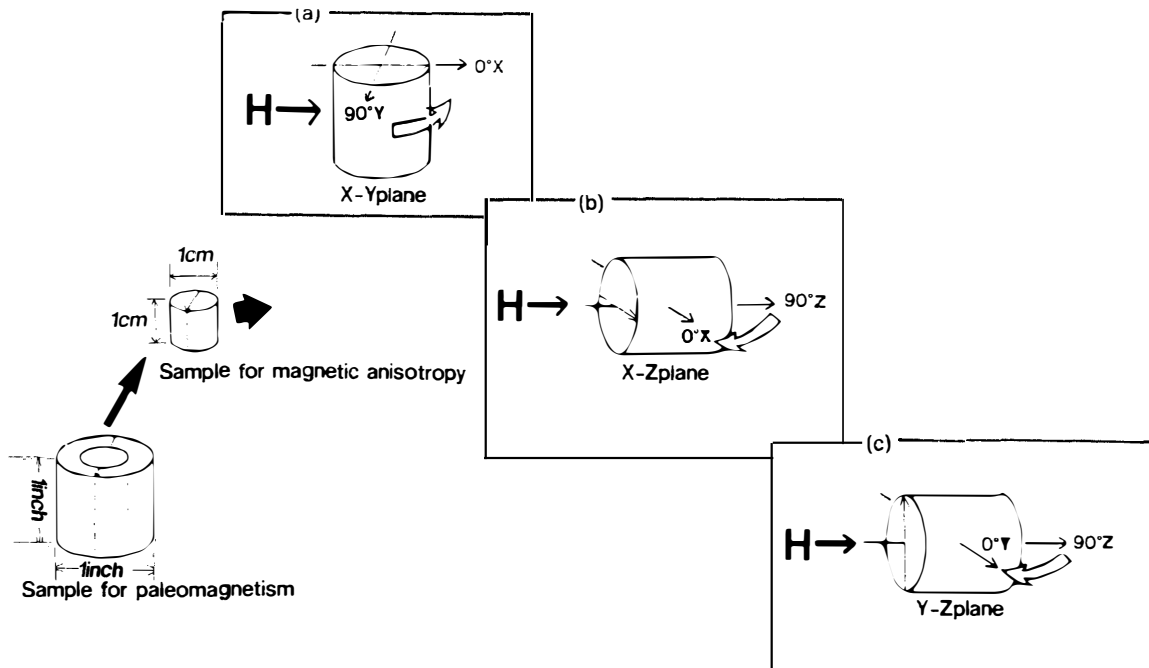 (a)
0°X
H
90°Y
X-Yplane
(b)
H
90°Z
0°X
X-Zplane
1cm
1cm
Sample for magnetic anisotropy
(c)
H
0°Y
90°Z
Y-Zplane
1inch
1inch
Sample for paleomagnetism